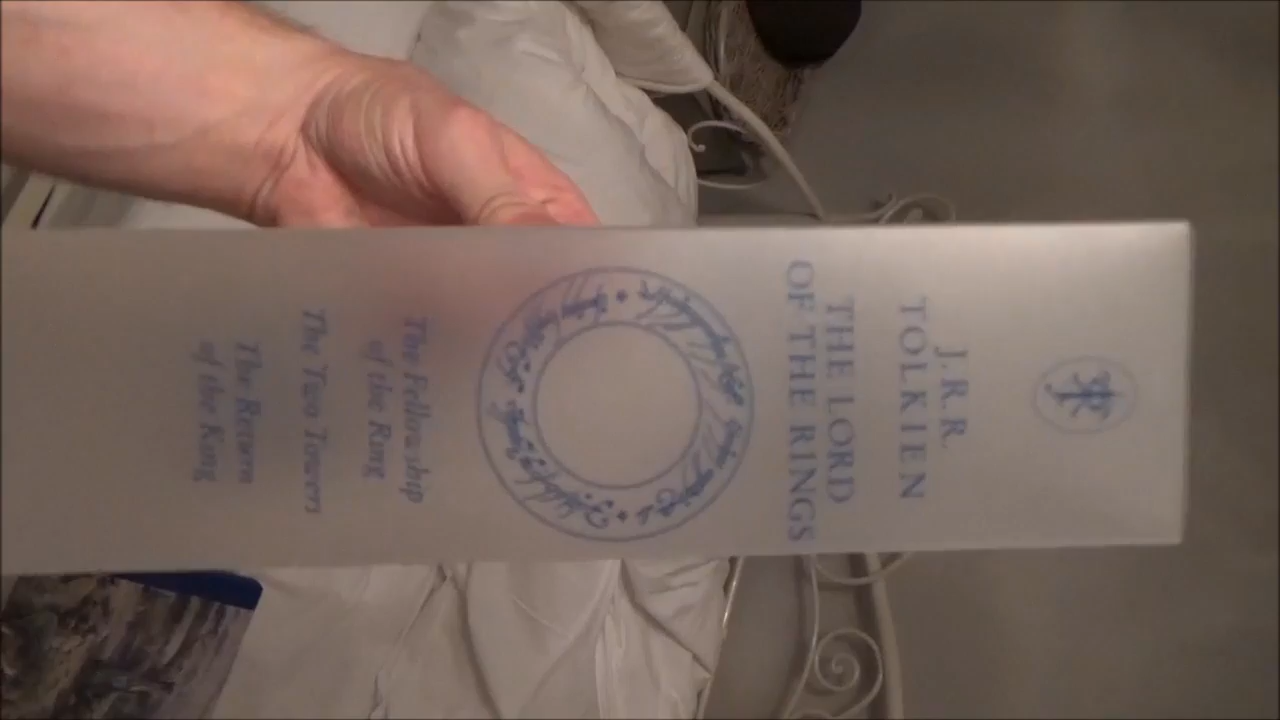 J.R.R.
TOLKIEN
THE LORD
OF THE RINGS
The Fellowship
of the Ring
The Two Towers
The Return
of the King